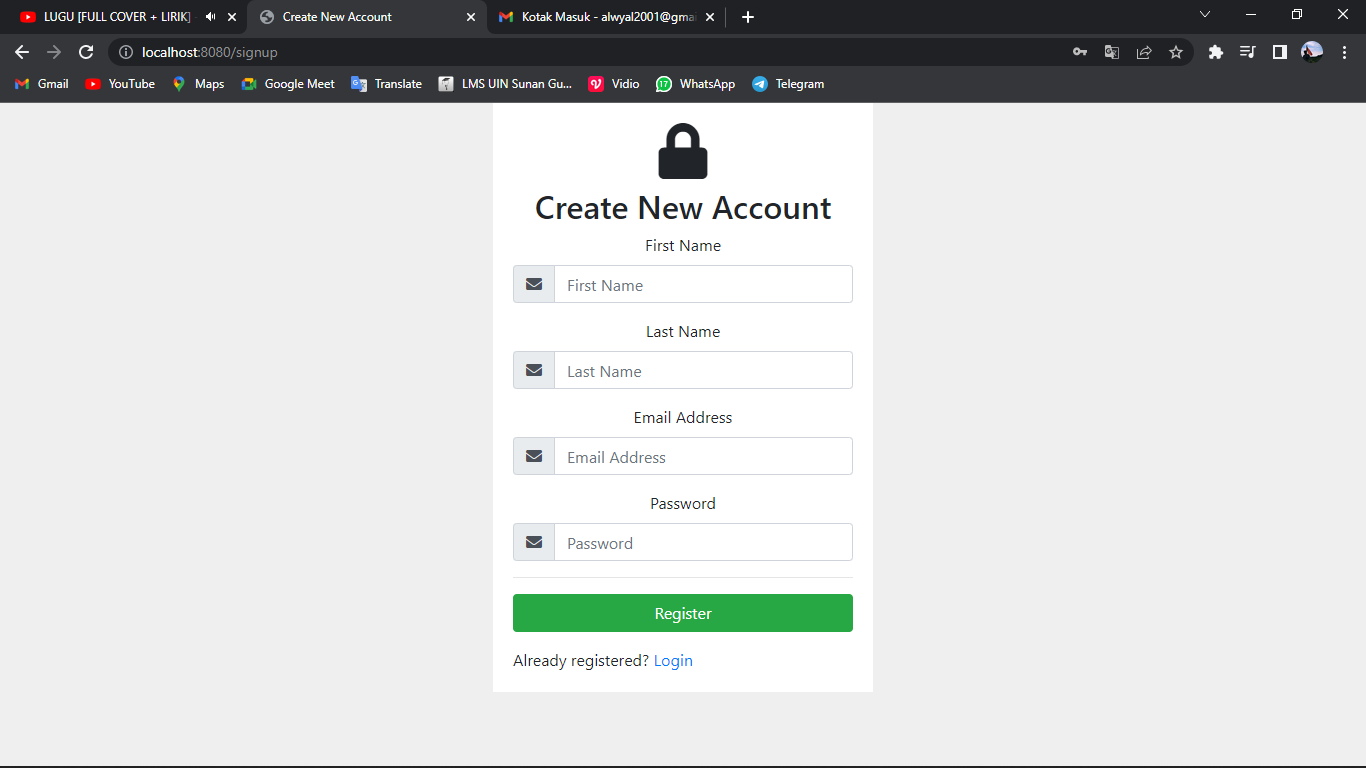 LUGU [FULL COVER + LIRIK]
Create New Account
Kotak Masuk - alwyal2001@gma
localhost:8080/signup
Gmail
YouTube
Maps
Google Meet
Translate
LMS UIN Sunan Gu...
Vidio
17
WhatsApp
Telegram
Create New Account
First Name
First Name
Last Name
Last Name
Email Address
Email Address
Password
Password
Register
Already registered? Login